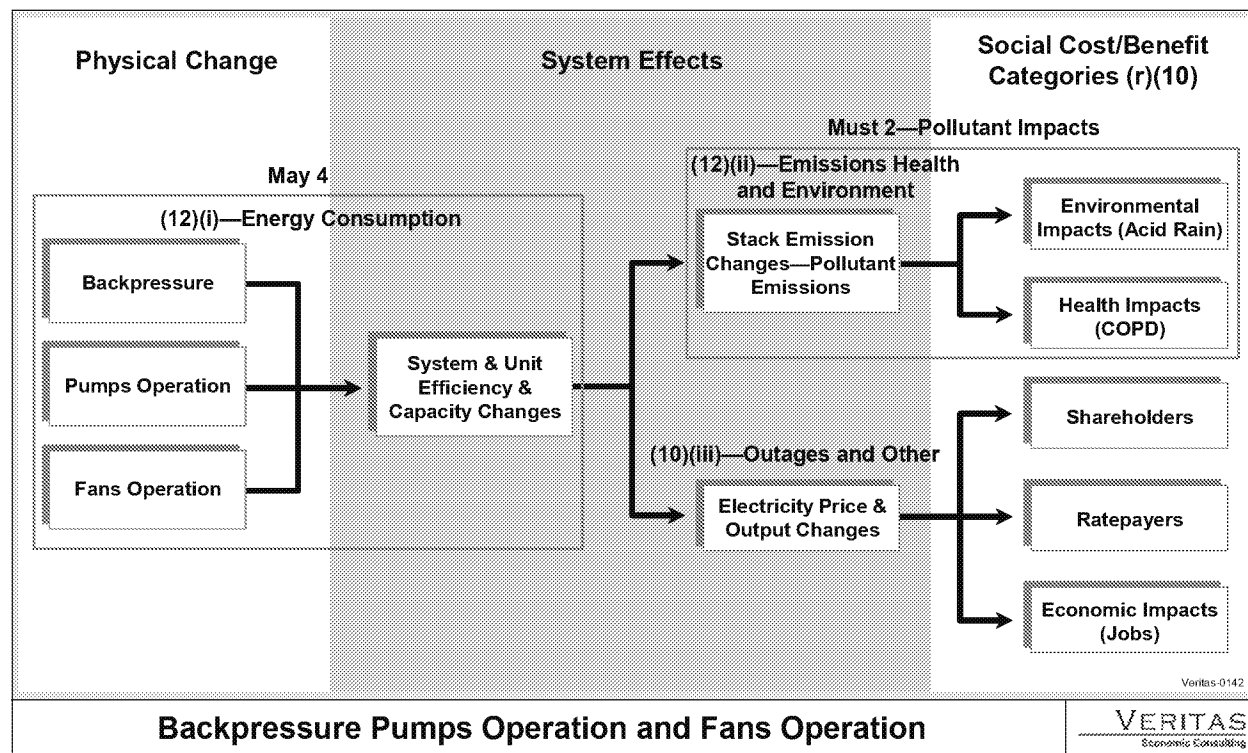 Physical Change
System Effects
Social Cost/Benefit
Categories (r)(10)
Must 2—Pollutant Impacts
May 4
(12)(i)—Energy Consumption
(12)(ii)—Emissions Health
and Environment
Backpressure
Pumps Operation
Fans Operation
System & Unit
Efficiency &
Capacity Changes
Stack Emission
Changes—Pollutant
Emissions
Environmental
Impacts (Acid Rain)
Health Impacts
(COPD)
(10)(iii)—Outages and Other
Electricity Price &
Output Changes
Shareholders
Ratepayers
Economic Impacts
(Jobs)
Veritas-0142
Backpressure Pumps Operation and Fans Operation
VERITAS
Economic Consulting